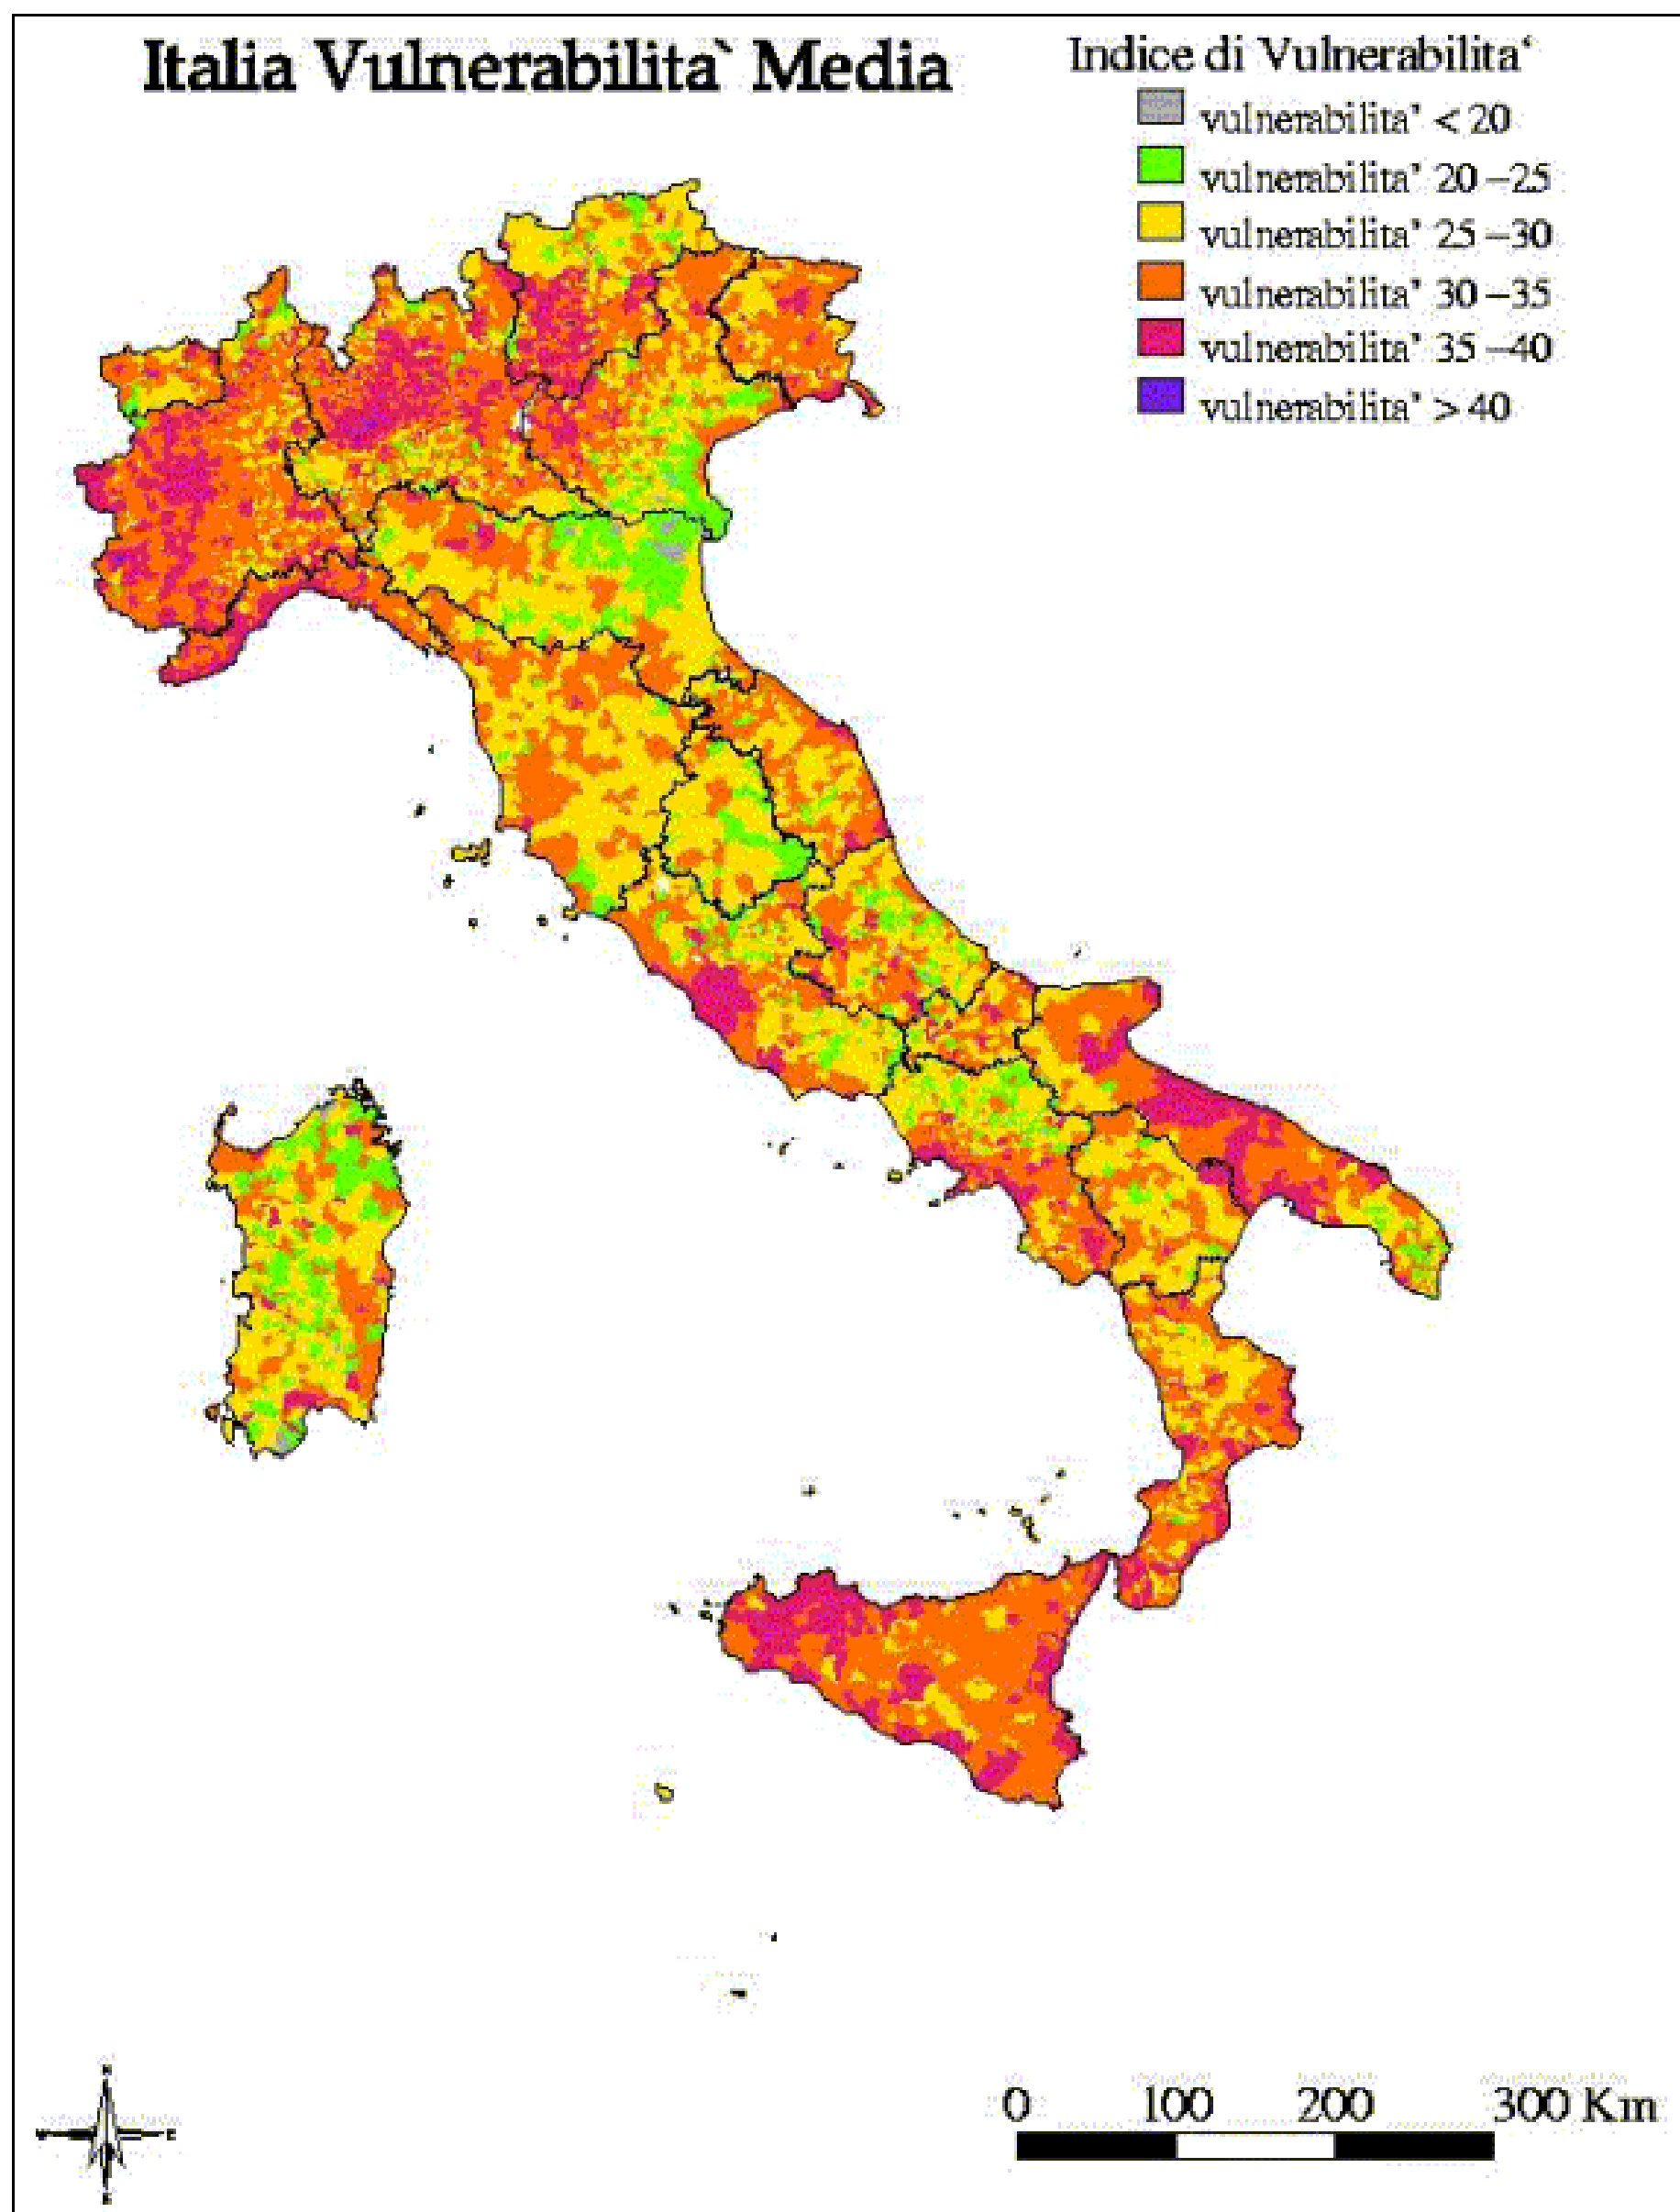 Italia Vulnerabilita` Media
Indice di Vulnerabilita‘
vulnerabilita’ < 20
vulnerabilita’ 20 –25
vulnerabilita’ 25 –30
vulnerabilita’ 30 –35
vulnerabilita’ 35 –40
vulnerabilita’ > 40
0 100 200 300 Km